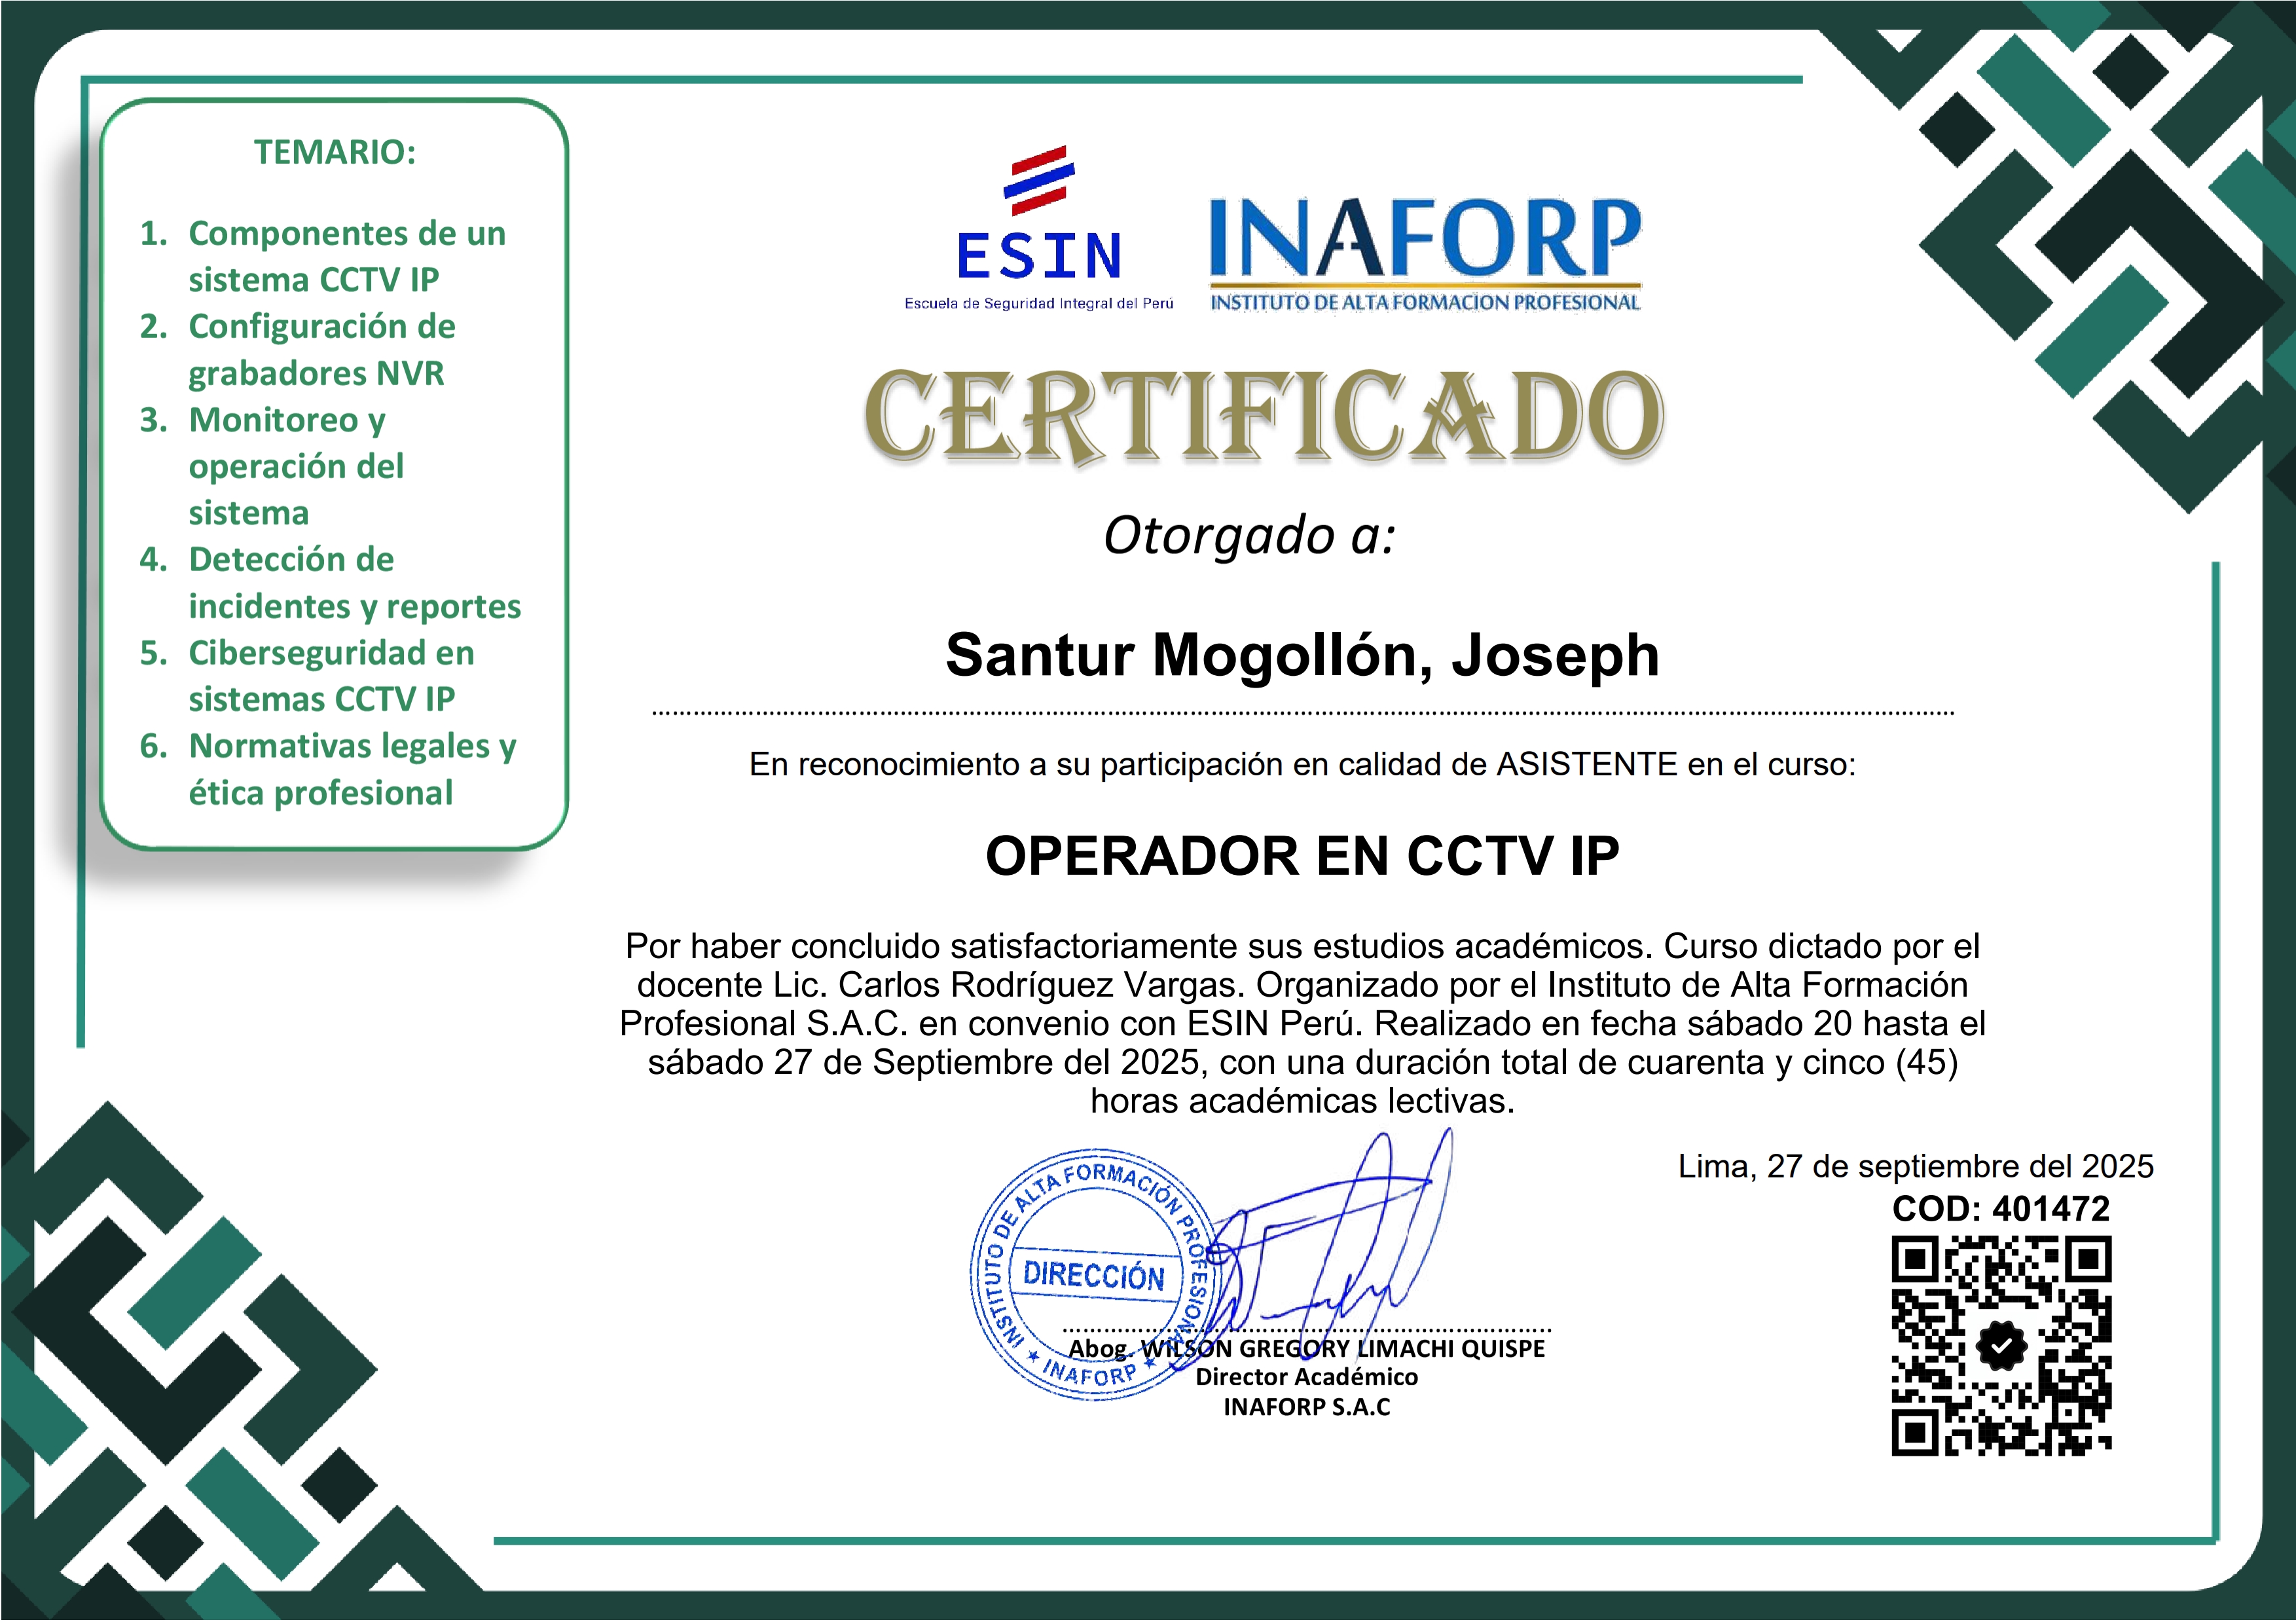 TEMARIO:
1. Componentes de un
sistema CCTV IP
2. Configuración de
grabadores NVR
3. Monitoreo y
operación del
sistema
4. Detección de
incidentes y reportes
5. Ciberseguridad en
sistemas CCTV IP
6. Normativas legales y
ética profesional
ESIN
Escuela de Seguridad Integral del Perú
INAFORP
INSTITUTO DE ALTA FORMACION PROFESIONAL
CERTIFICADO
Otorgado a:
Santur Mogollón, Joseph
En reconocimiento a su participación en calidad de ASISTENTE en el curso:
OPERADOR EN CCTV IP
Por haber concluido satisfactoriamente sus estudios académicos. Curso dictado por el
docente Lic. Carlos Rodríguez Vargas. Organizado por el Instituto de Alta Formación
Profesional S.A.C. en convenio con ESIN Perú. Realizado en fecha sábado 20 hasta el
sábado 27 de Septiembre del 2025, con una duración total de cuarenta y cinco (45)
horas académicas lectivas.
INSTITUTO DE ALTA FORMACIÓN PROFESIONAL
DIRECCIÓN
★ INAFORP ★
Abog. WILSON GREGORY LIMACHI QUISPE
Director Académico
INAFORP S.A.C
Lima, 27 de septiembre del 2025
COD: 401472